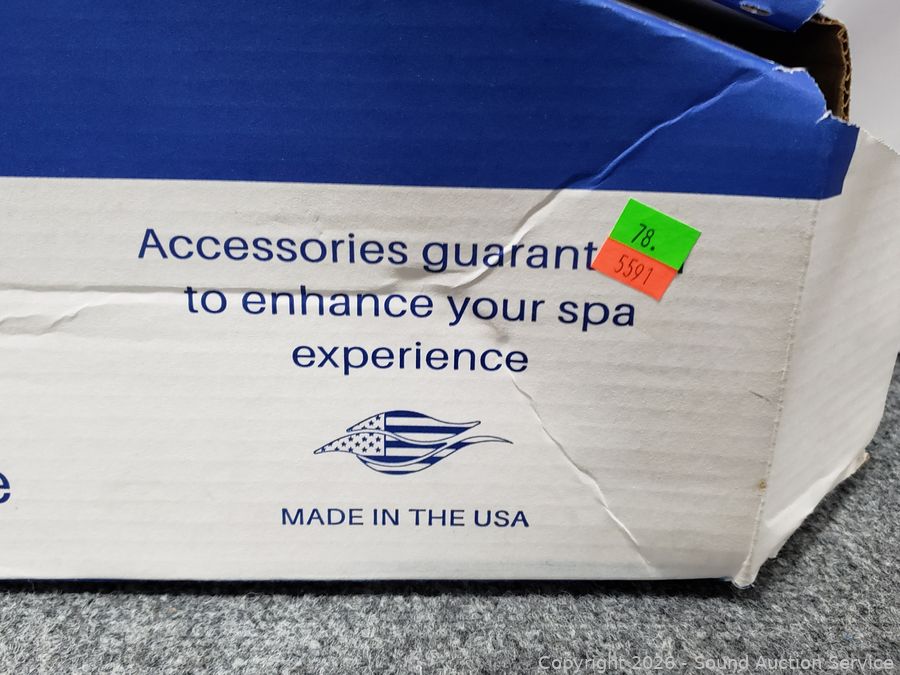 78.
5591
Accessories guarant
to enhance your spa
experience
MADE IN THE USA
e
Copyright 2026 - Sound Auction Service